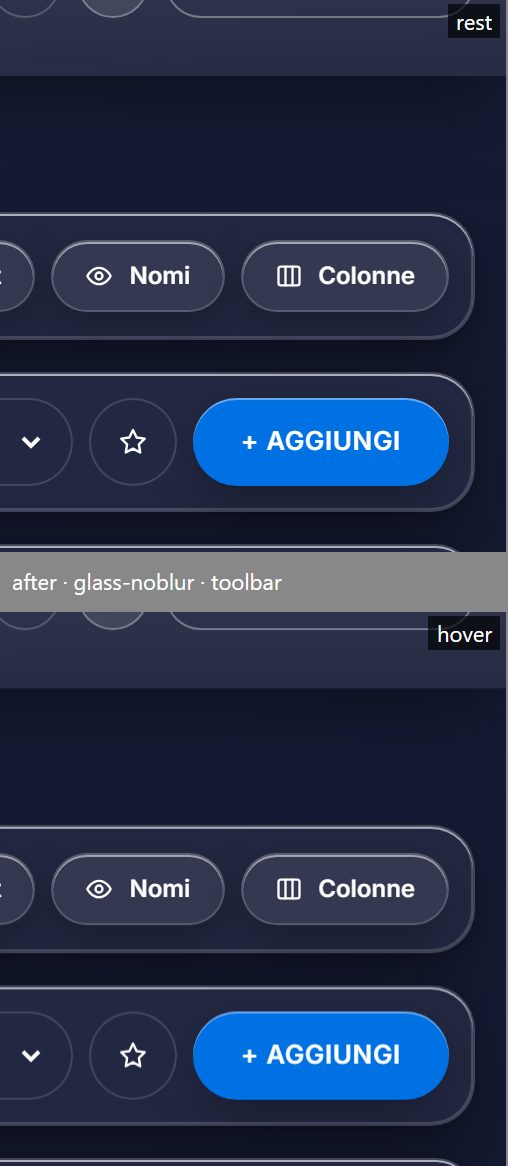 rest
Nomi
Colonne
+ AGGIUNGI
after · glass-noblur · toolbar
hover
Nomi
Colonne
+ AGGIUNGI